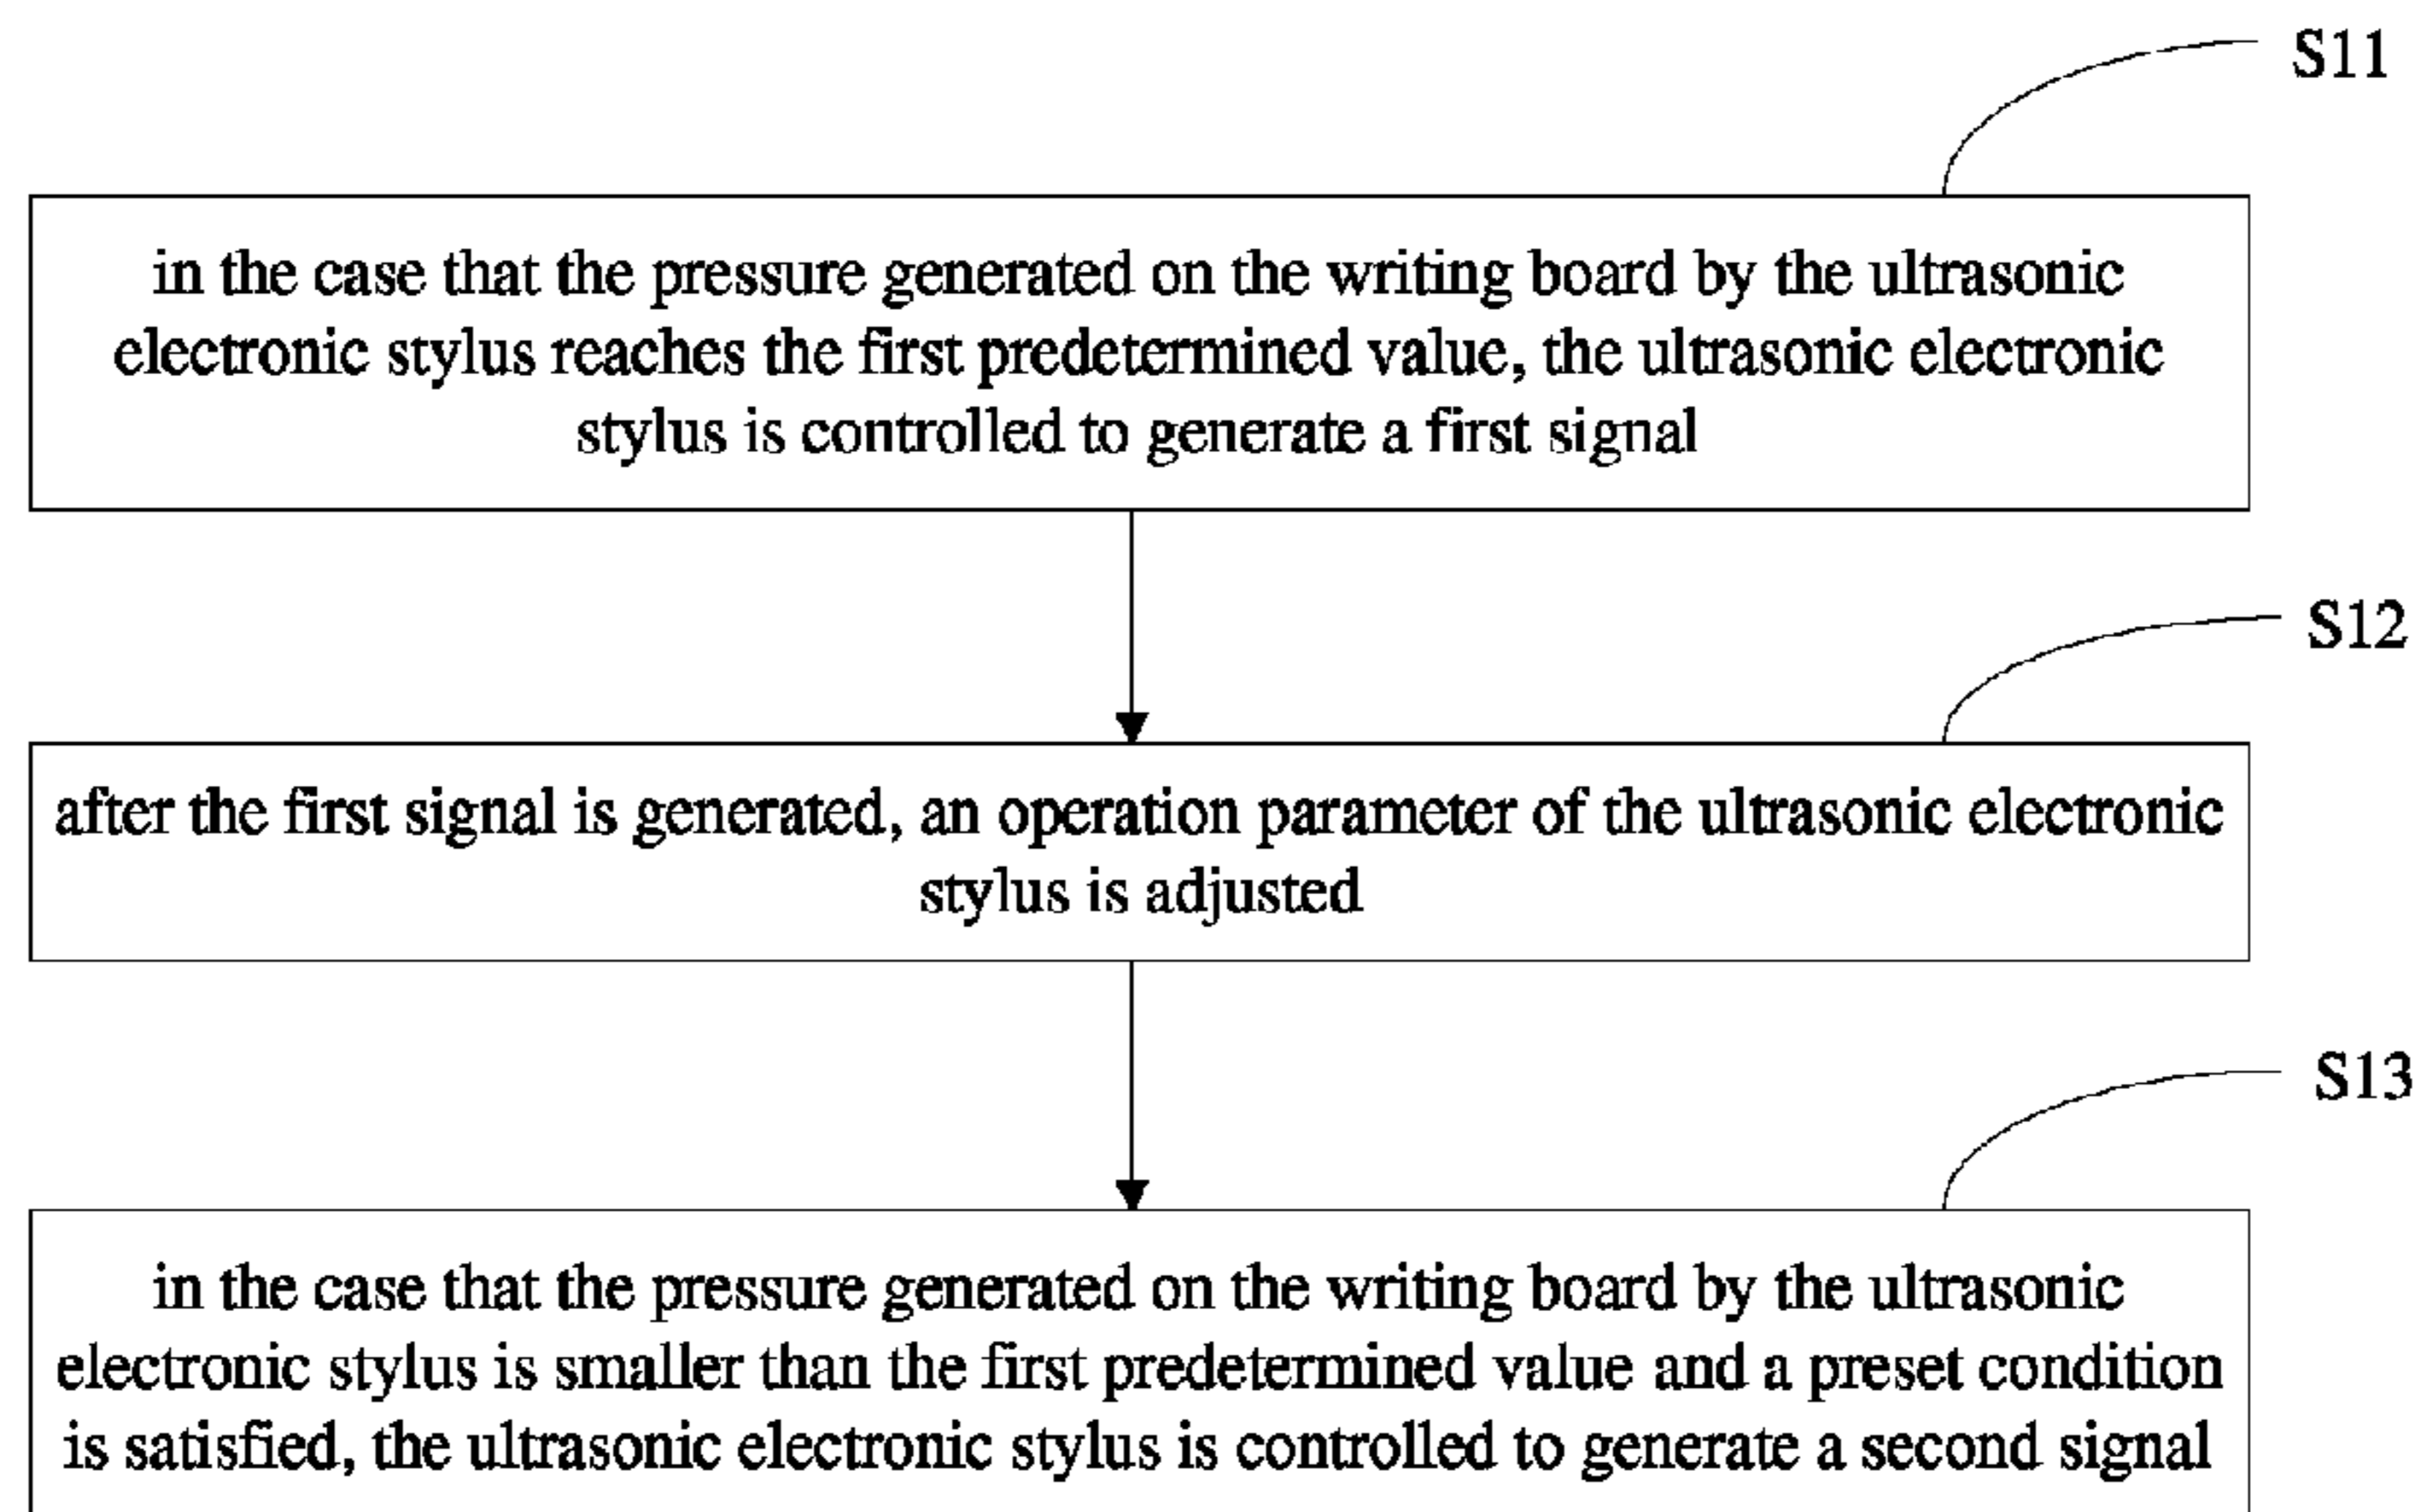 S11
in the case that the pressure generated on the writing board by the ultrasonic
electronic stylus reaches the first predetermined value, the ultrasonic electronic
stylus is controlled to generate a first signal
S12
after the first signal is generated, an operation parameter of the ultrasonic electronic
stylus is adjusted
S13
in the case that the pressure generated on the writing board by the ultrasonic
electronic stylus is smaller than the first predetermined value and a preset condition
is satisfied, the ultrasonic electronic stylus is controlled to generate a second signal